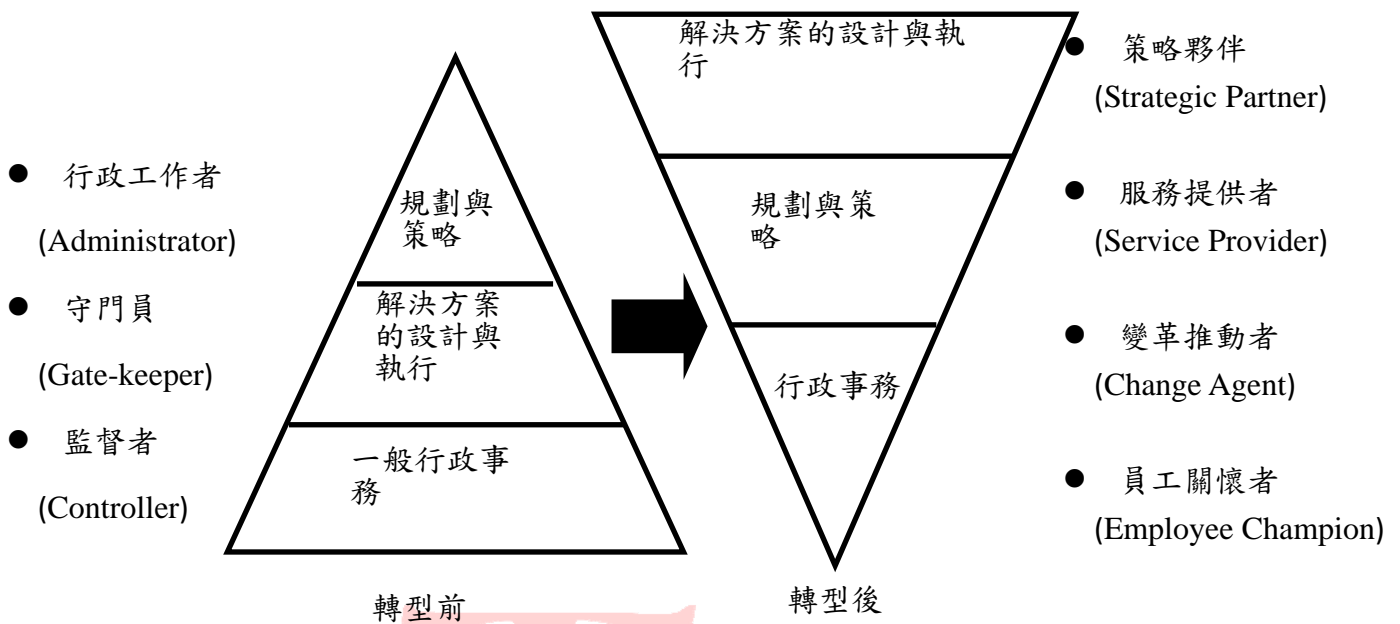 ● 行政工作者
(Administrator)
● 守門員
(Gate-keeper)
● 監督者
(Controller)
規劃與
策略
解決方案
的設計與
執行
一般行政事
務
轉型前
解決方案的設計與執
行
規劃與策
略
行政事務
轉型後
● 策略夥伴
(Strategic Partner)
● 服務提供者
(Service Provider)
● 變革推動者
(Change Agent)
● 員工關懷者
(Employee Champion)